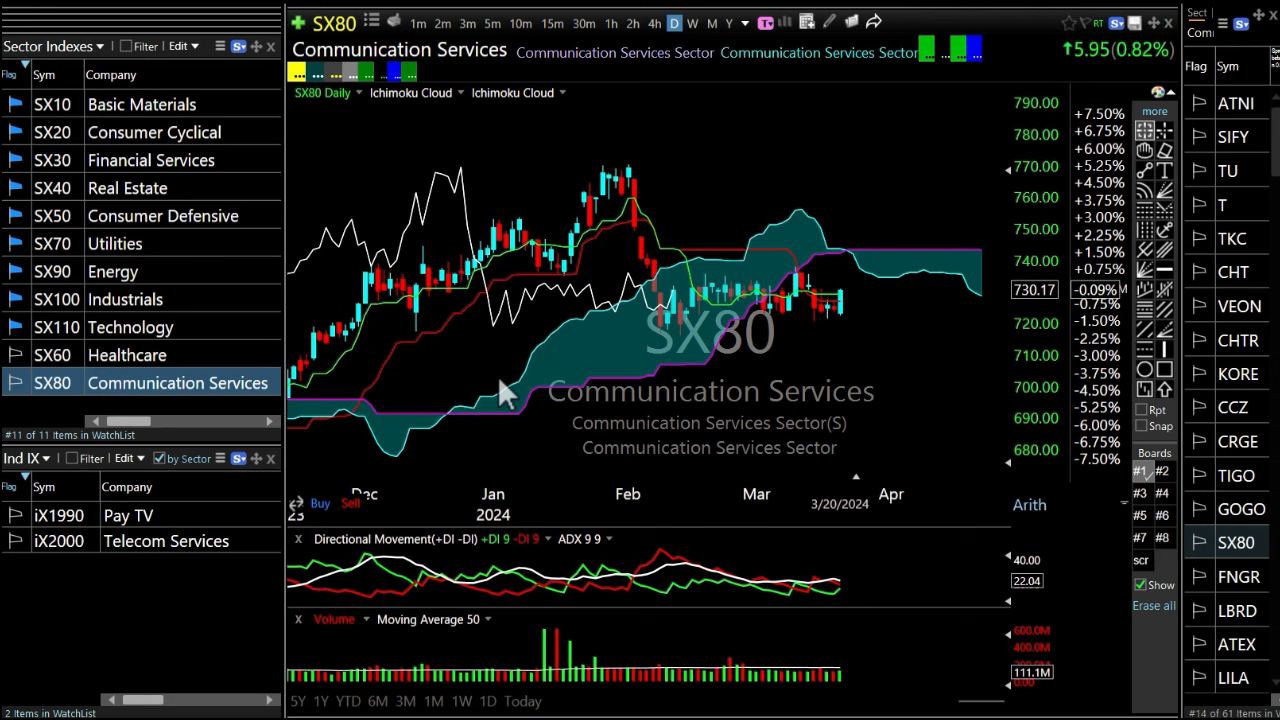 Sector Indexes Filter Edit S
Flag Sym Company
SX10 Basic Materials
SX20 Consumer Cyclical
SX30 Financial Services
SX40 Real Estate
SX50 Consumer Defensive
SX70 Utilities
SX90 Energy
SX100 Industrials
SX110 Technology
SX60 Healthcare
SX80 Communication Services
#11 of 11 Items in WatchList
Ind IX Filter Edit by Sector S
Flag Sym Company
iX1990 Pay TV
iX2000 Telecom Services
2 Items in WatchList
SX80 1m 2m 3m 5m 10m 15m 30m 1h 2h 4h D W M Y T RT S
Communication Services Communication Services Sector Communication Services Sector
5.95 (0.82%)
SX80 Daily Ichimoku Cloud Ichimoku Cloud
790.00
780.00
770.00
760.00
750.00
740.00
730.17
720.00
710.00
700.00
690.00
680.00
+7.50%
+6.75%
+6.00%
+5.25%
+4.50%
+3.75%
+3.00%
+2.25%
+1.50%
+0.75%
-0.09%
-0.75%
-1.50%
-2.25%
-3.00%
-3.75%
-4.50%
-5.25%
-6.00%
-6.75%
-7.50%
SX80
Communication Services
Communication Services Sector(S)
Communication Services Sector
Dec Jan Feb Mar Apr
23 2024 3/20/2024
Buy Sell
Arith
Directional Movement(+DI -DI) +DI 9 -DI 9 ADX 9 9
40.00
22.04
Volume Moving Average 50
600.0M
400.0M
111.1M
5Y 1Y YTD 6M 3M 1M 1W 1D Today
more
T
Rpt
Snap
Boards
#1 #2
#3 #4
#5 #6
#7 #8
scr
Show
Erase all
Sect
Comi
S
Flag Sym
ATNI
SIFY
TU
T
TKC
CHT
VEON
CHTR
KORE
CCZ
CRGE
TIGO
GOGO
SX80
FNGR
LBRD
ATEX
LILA
#14 of 61 Items in W